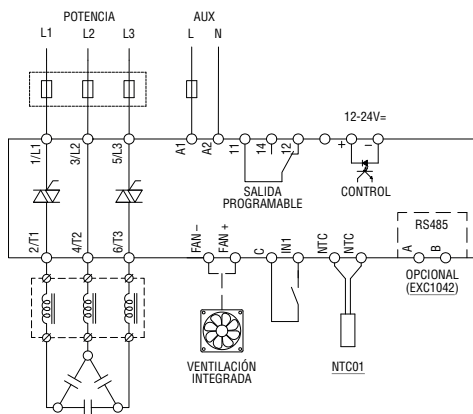 POTENCIA
AUX
L1
L2
L3
L
N
12-24V=
1/L1
3/L2
5/L3
A1
A2
11
14
12
+
−
SALIDA
PROGRAMABLE
CONTROL
2/T1
4/T2
6/T3
FAN −
FAN +
C
IN1
NTC
NTC
RS485
A
B
OPCIONAL
(EXC1042)
VENTILACIÓN
INTEGRADA
NTC01